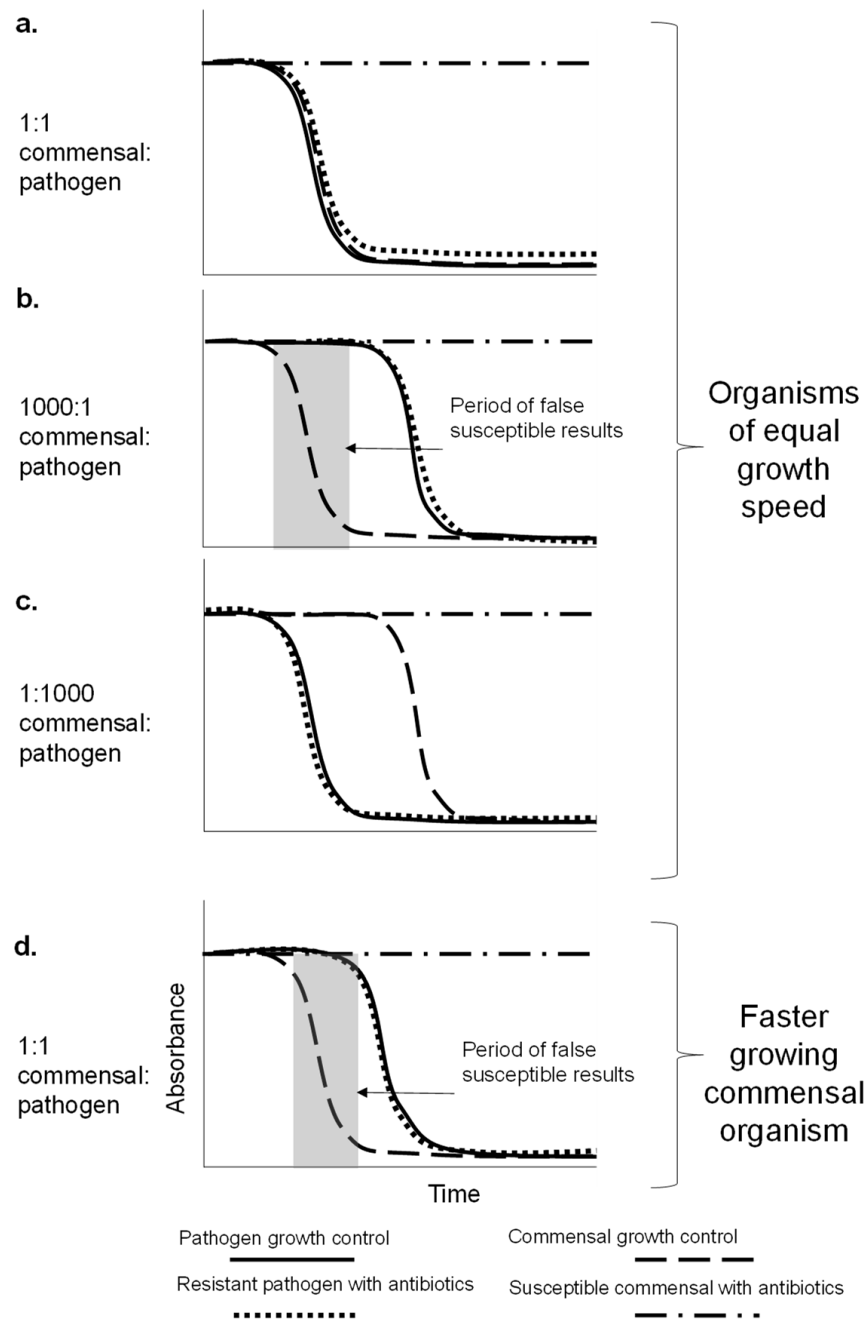 a.
1:1
commensal:
pathogen
b.
1000:1
commensal:
pathogen
Period of false
susceptible results
c.
1:1000
commensal:
pathogen
Organisms
of equal
growth
speed
d.
1:1
commensal:
pathogen
Absorbance
Period of false
susceptible results
Time
Faster
growing
commensal
organism
Pathogen growth control
Commensal growth control
Resistant pathogen with antibiotics
Susceptible commensal with antibiotics